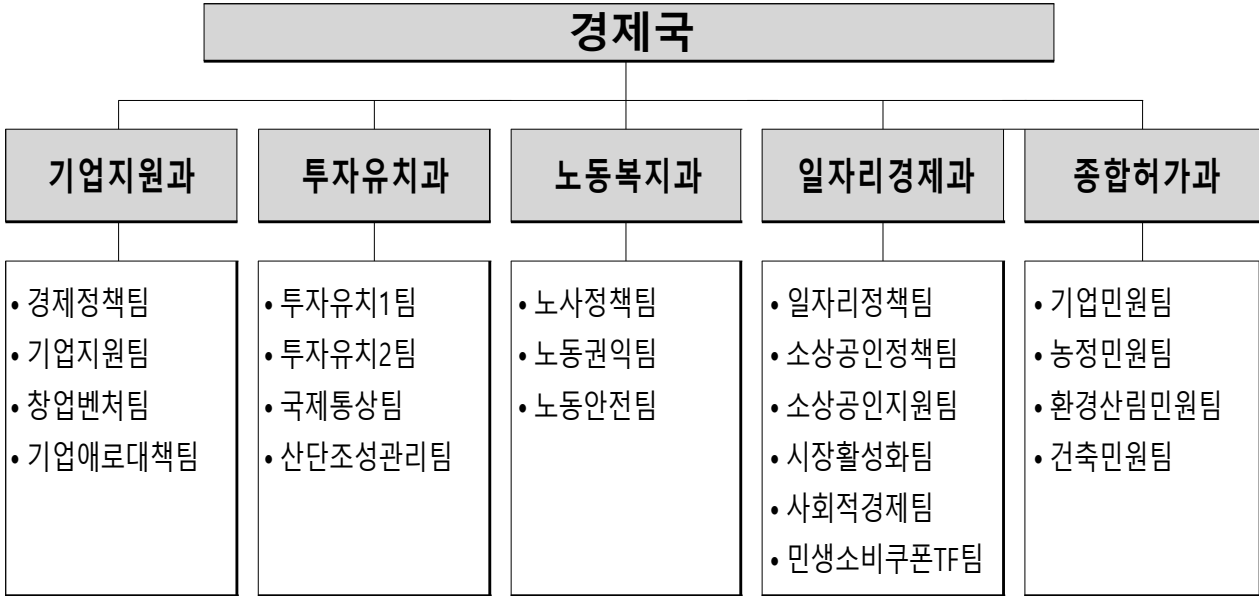 경제국
기업지원과
• 경제정책팀
• 기업지원팀
• 창업벤처팀
• 기업애로대책팀
투자유치과
• 투자유치1팀
• 투자유치2팀
• 국제통상팀
• 산단조성관리팀
노동복지과
• 노사정책팀
• 노동권익팀
• 노동안전팀
일자리경제과
• 일자리정책팀
• 소상공인정책팀
• 소상공인지원팀
• 시장활성화팀
• 사회적경제팀
• 민생소비쿠폰TF팀
종합허가과
• 기업민원팀
• 농정민원팀
• 환경산림민원팀
• 건축민원팀